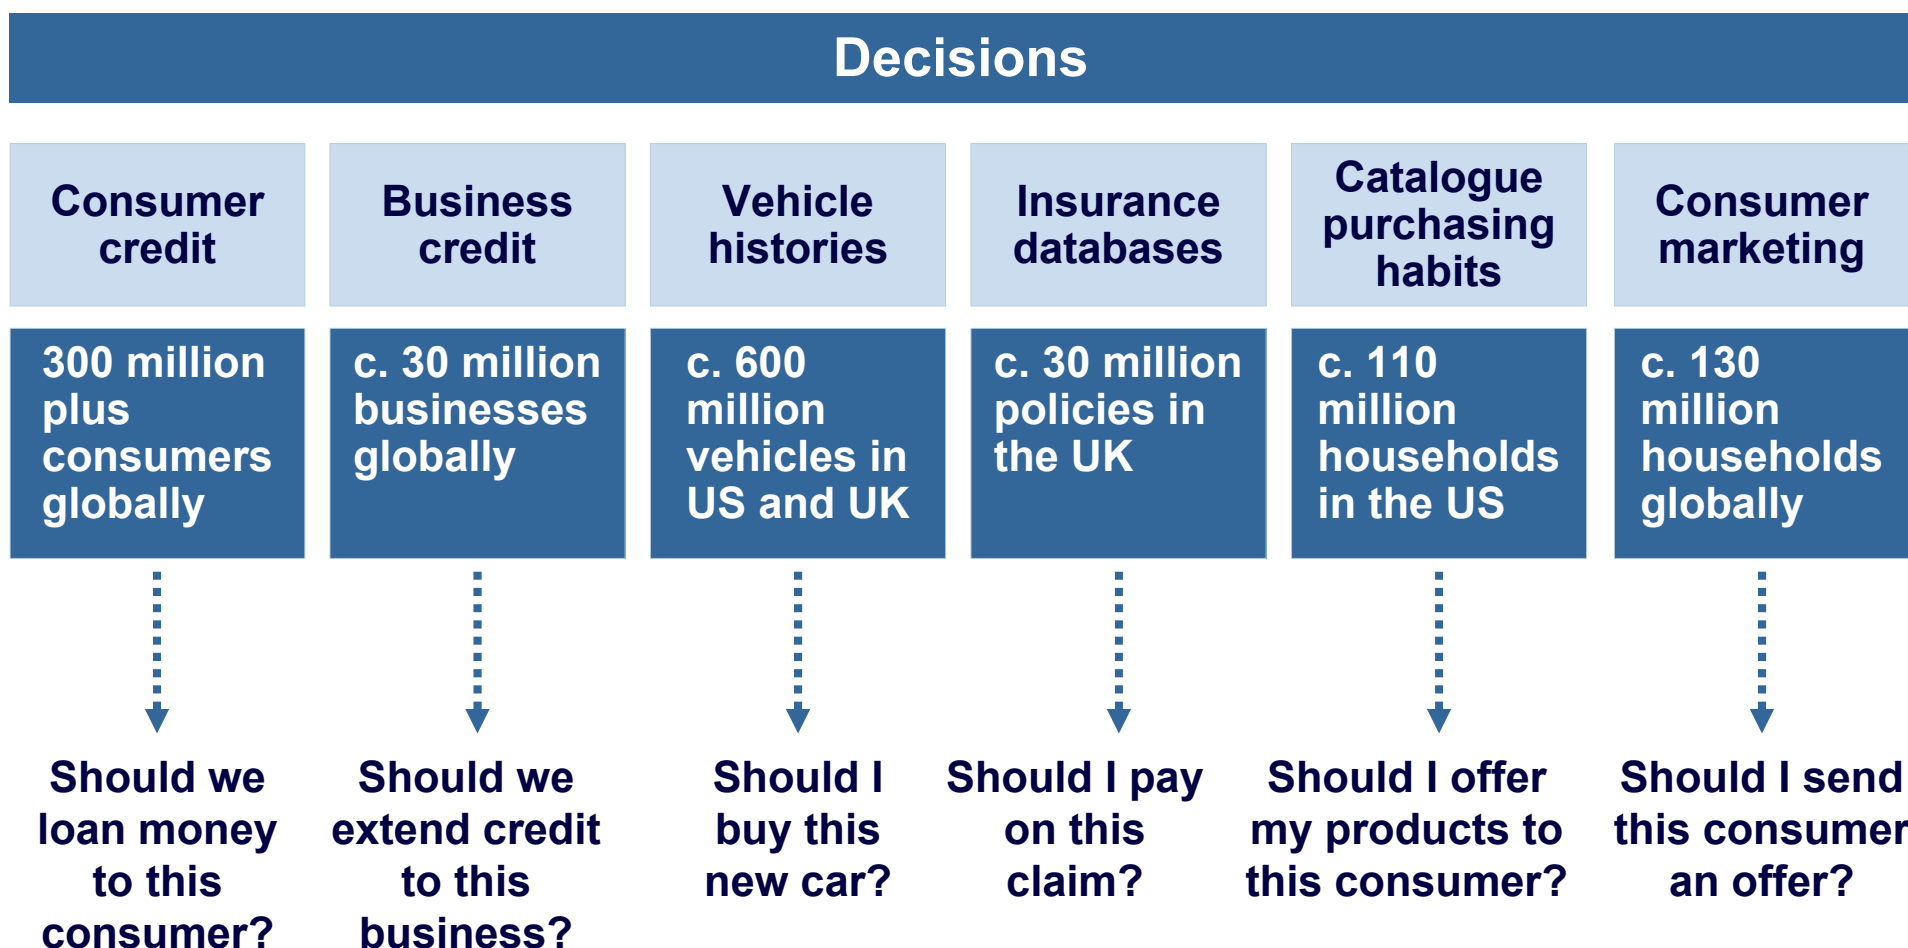 Decisions
Consumer
credit
Business
credit
Vehicle
histories
Insurance
databases
Catalogue
purchasing
habits
Consumer
marketing
300 million
plus
consumers
globally
c. 30 million
businesses
globally
c. 600
million
vehicles in
US and UK
c. 30 million
policies in
the UK
c. 110
million
households
in the US
c. 130
million
households
globally
Should we
loan money
to this
consumer?
Should we
extend credit
to this
business?
Should I
buy this
new car?
Should I pay
on this
claim?
Should I offer
my products to
this consumer?
Should I send
this consumer
an offer?